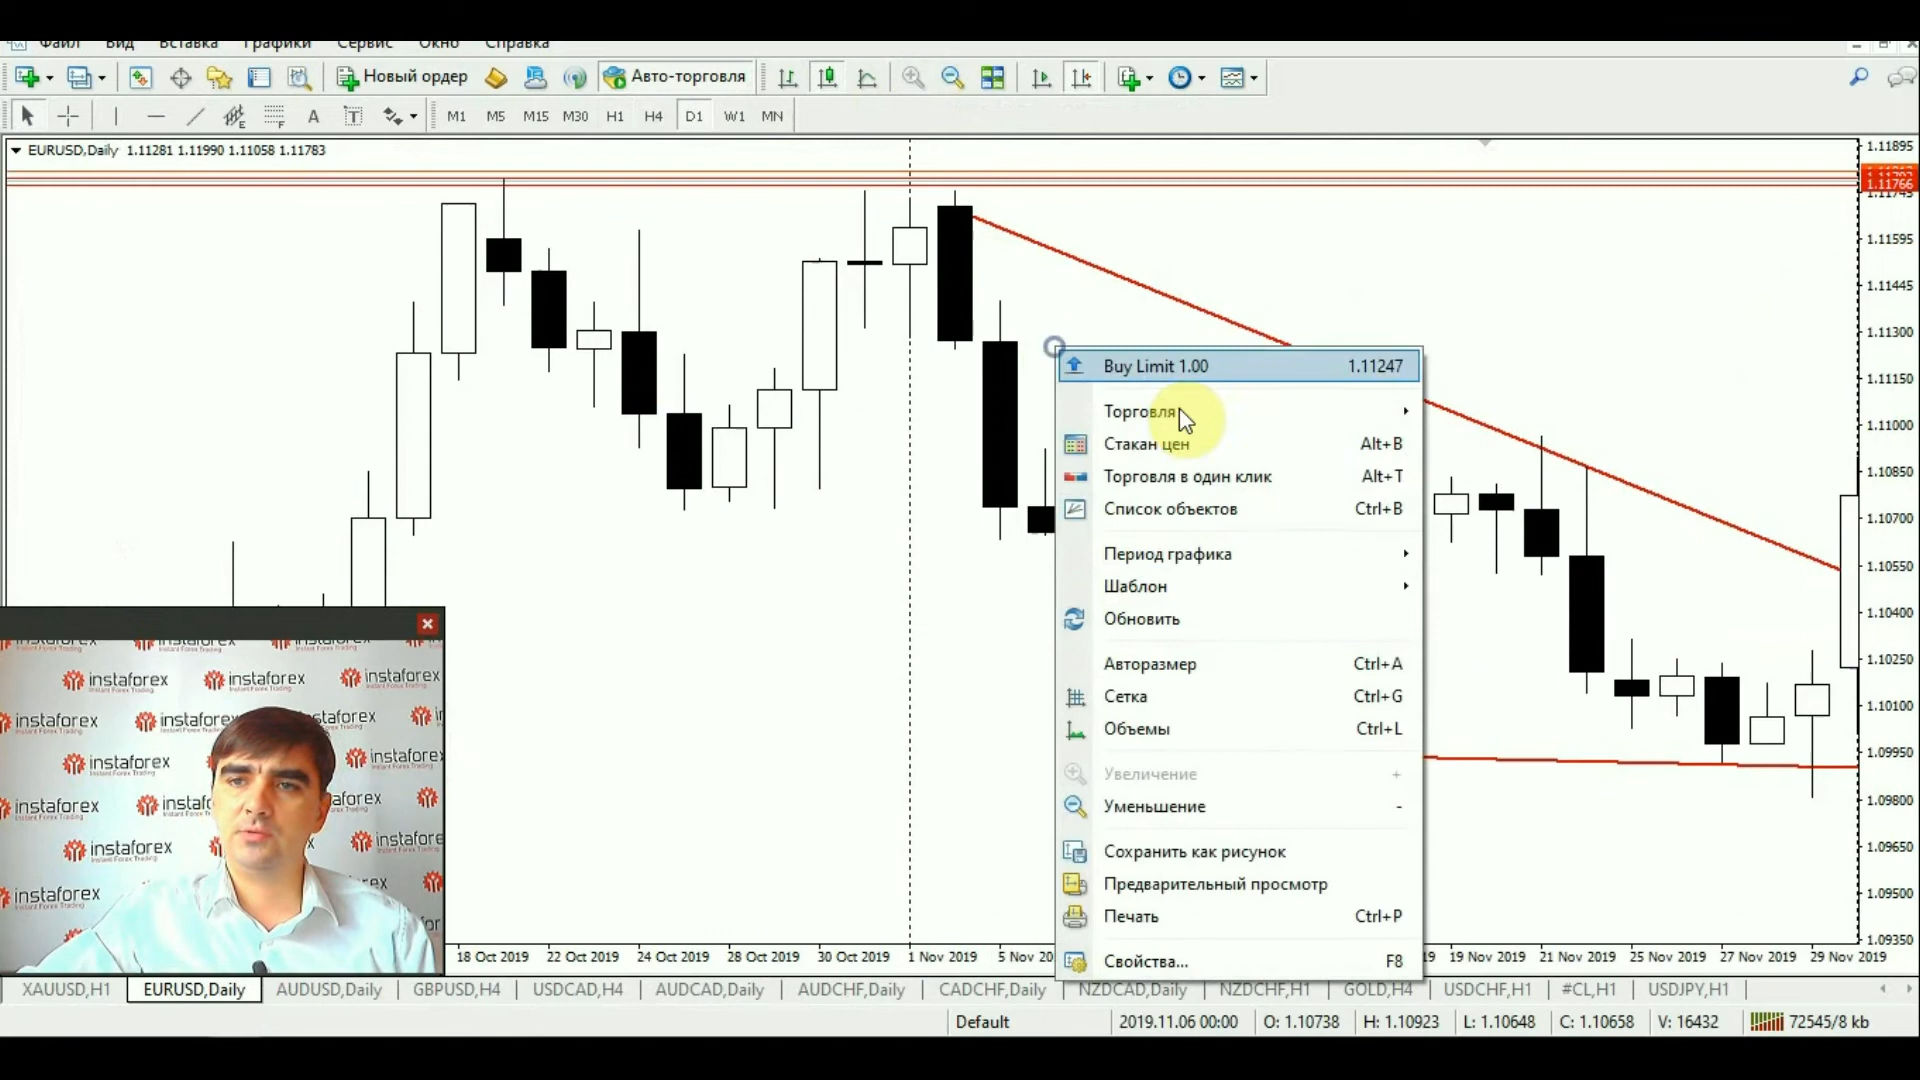 Файл Вид Вставка Графики Сервис Окно Справка
Новый ордер Авто-торговля
A T E F M1 M5 M15 M30 H1 H4 D1 W1 MN
EURUSD,Daily 1.11281 1.11990 1.11058 1.11783
1.11895
1.11766
1.11745
1.11595
1.11445
1.11300
1.11150
1.11000
1.10850
1.10700
1.10550
1.10400
1.10250
1.10100
1.09950
1.09800
1.09650
1.09500
1.09350
Buy Limit 1.00 1.11247
Торговля
Стакан цен Alt+B
Торговля в один клик Alt+T
Список объектов Ctrl+B
Период графика
Шаблон
Обновить
Авторазмер Ctrl+A
Сетка Ctrl+G
Объемы Ctrl+L
Увеличение +
Уменьшение -
Сохранить как рисунок
Предварительный просмотр
Печать Ctrl+P
Свойства... F8
instaforex
Instant Forex Trading
18 Oct 2019 22 Oct 2019 24 Oct 2019 28 Oct 2019 30 Oct 2019 1 Nov 2019 5 Nov 19 Nov 2019 21 Nov 2019 25 Nov 2019 27 Nov 2019 29 Nov 2019
XAUUSD,H1 EURUSD,Daily AUDUSD,Daily GBPUSD,H4 USDCAD,H4 AUDCAD,Daily AUDCHF,Daily CADCHF,Daily NZDCAD,Daily NZDCHF,H1 GOLD,H4 USDCHF,H1 #CL,H1 USDJPY,H1
Default 2019.11.06 00:00 O: 1.10738 H: 1.10923 L: 1.10648 C: 1.10658 V: 16432 72545/8 kb